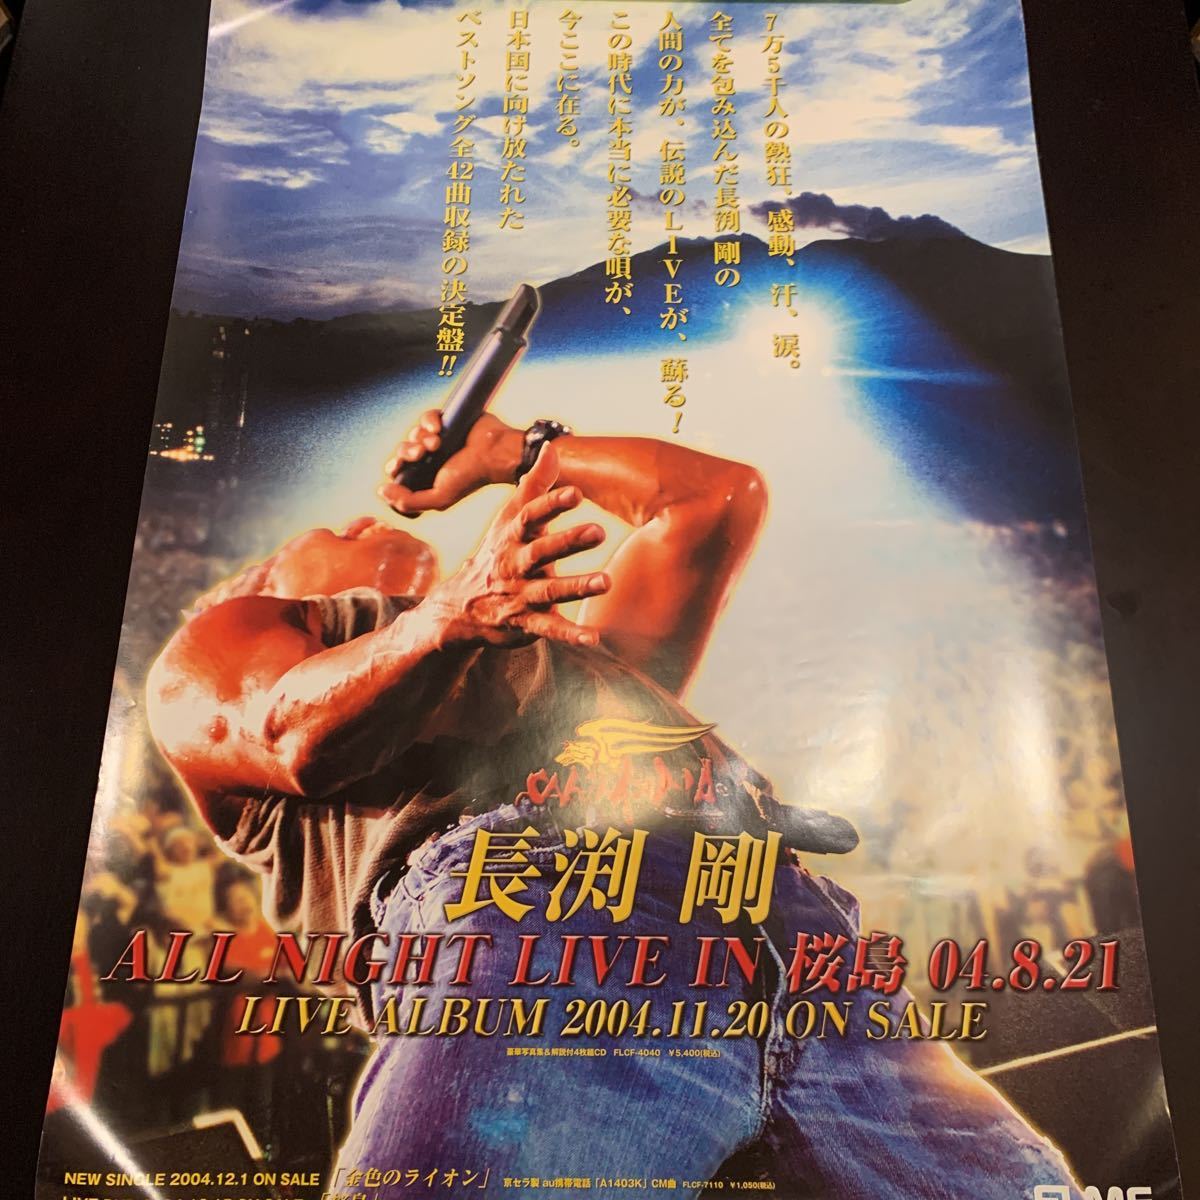 7万5千人の熱狂、感動、汗、涙。
全てを包み込んだ長渕 剛の
人間の力が、伝説のLIVEが、蘇る!
この時代に本当に必要な唄が、
今ここに在る。
日本国に向け放たれた
ベストソング全42曲収録の決定盤!!
長渕 剛
ALL NIGHT LIVE IN 桜島 04.8.21
LIVE ALBUM 2004.11.20 ON SALE
豪華写真集&解説付4枚組CD FLCF-4040 ¥5,400(税込)
NEW SINGLE 2004.12.1 ON SALE 「金色のライオン」 京セラ製 au携帯電話「A1403K」CM曲 FLCF-7110 ¥1,050(税込)